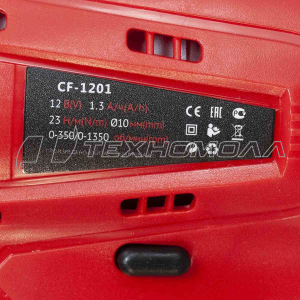 CF-1201
12 В(V) 1.3 А/ч(A/h)
23 Н/м(N/m) Ø10 мм(mm)
0-350/0-1350 об/мин(rpm)
ТЕХНОМОЛЛ